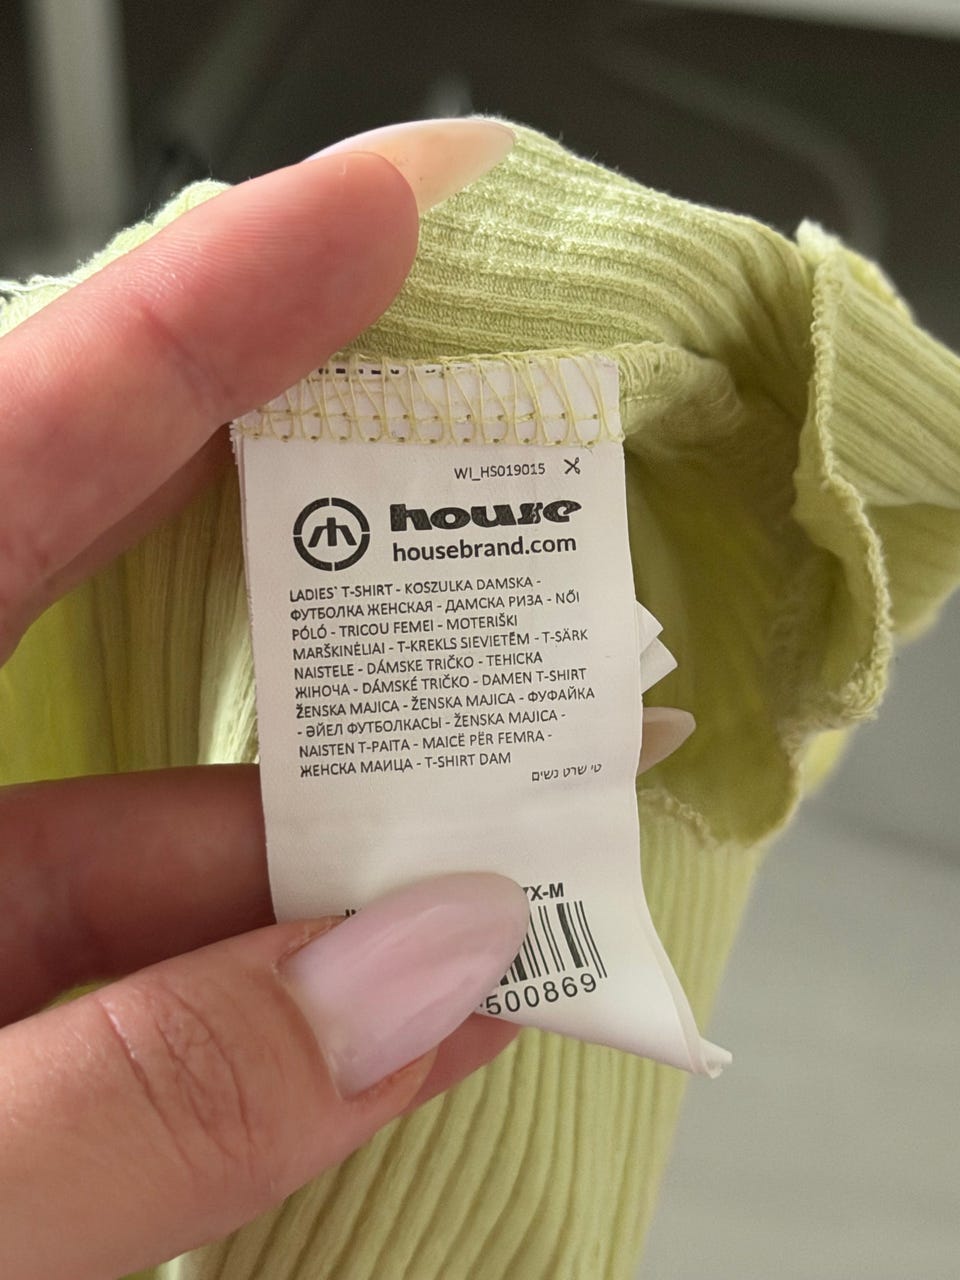 WI_HS019015
house
housebrand.com
LADIES' T-SHIRT - KOSZULKA DAMSKA -
ФУТБОЛКА ЖЕНСКАЯ - ДАМСКА РИЗА - NŐI
PÓLÓ - TRICOU FEMEI - MOTERIŠKI
MARŠKINĖLIAI - T-KREKLS SIEVIETĒM - T-SÄRK
NAISTELE - DÁMSKE TRIČKO - ТЕНІСКА
ЖІНОЧА - DÁMSKÉ TRIČKO - DAMEN T-SHIRT
ŽENSKA MAJICA - ŽENSKA MAJICA - ФУФАЙКА
- ӘЙЕЛ ФУТБОЛКАСЫ - ŽENSKA MAJICA -
NAISTEN T-PAITA - MAICË PËR FEMRA -
ЖЕНСКА МАИЦА - T-SHIRT DAM
טי שרט נשים
X-M
500869